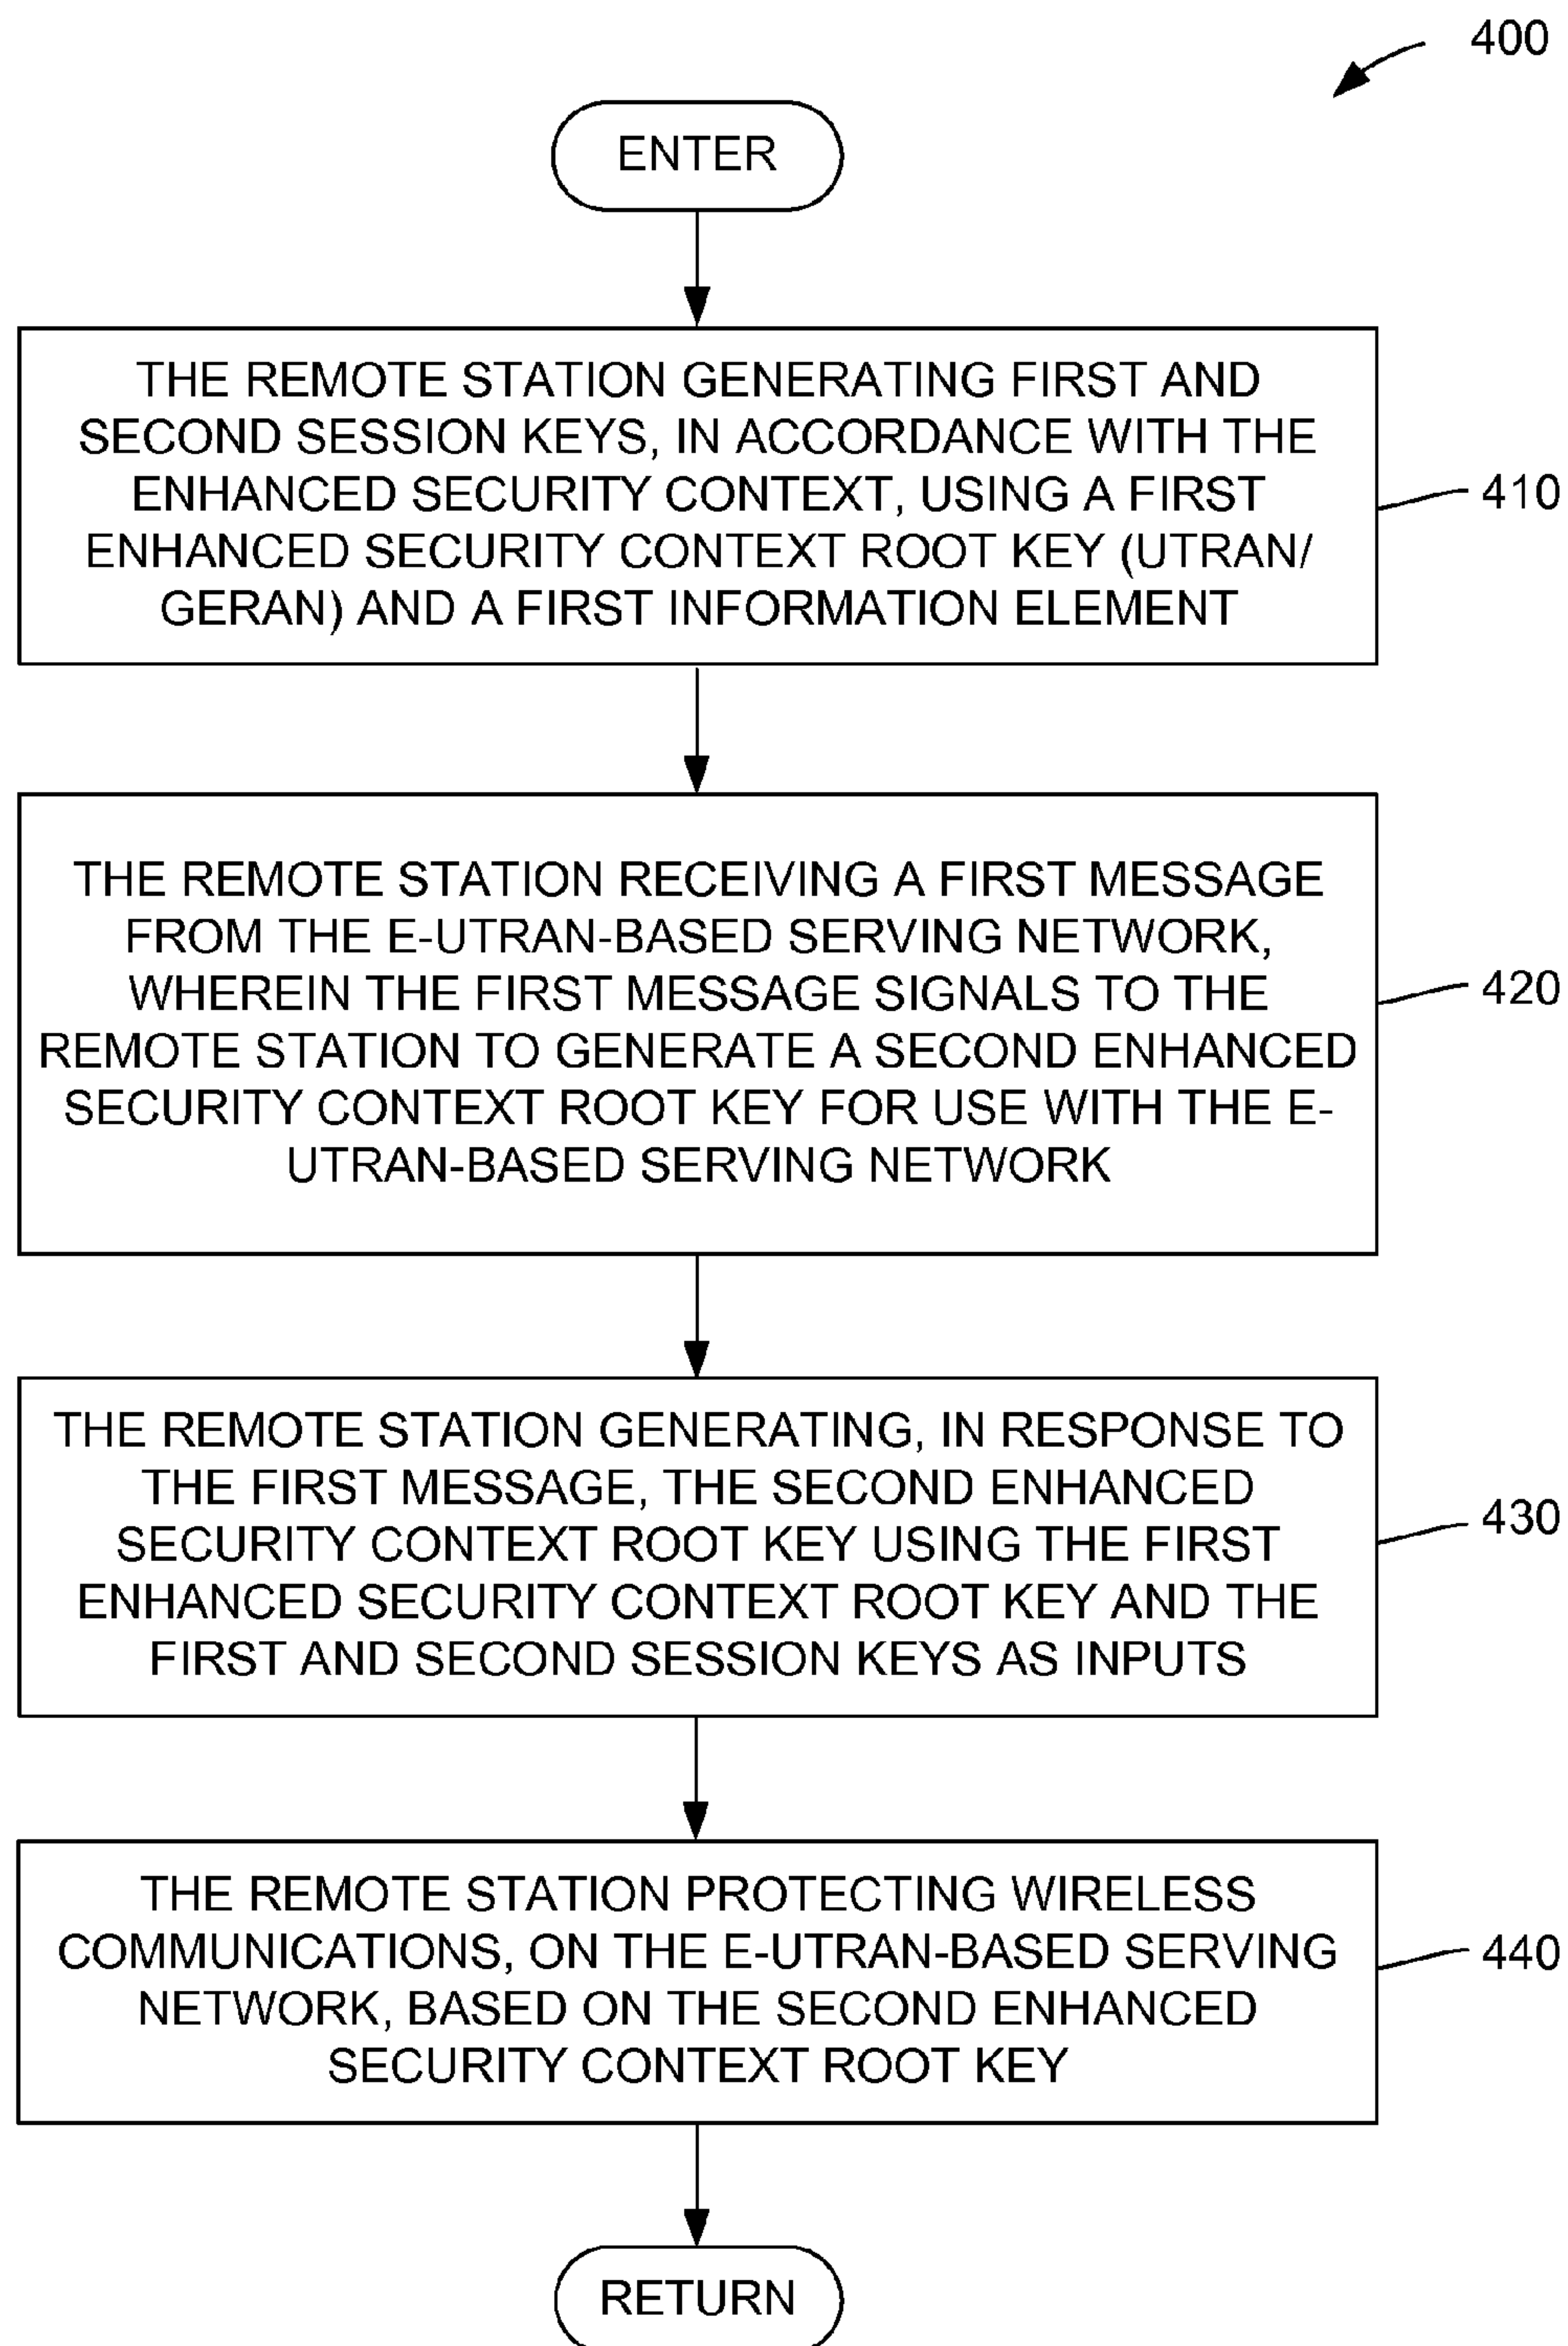 400
ENTER
THE REMOTE STATION GENERATING FIRST AND
SECOND SESSION KEYS, IN ACCORDANCE WITH THE
ENHANCED SECURITY CONTEXT, USING A FIRST
ENHANCED SECURITY CONTEXT ROOT KEY (UTRAN/
GERAN) AND A FIRST INFORMATION ELEMENT
410
THE REMOTE STATION RECEIVING A FIRST MESSAGE
FROM THE E-UTRAN-BASED SERVING NETWORK,
WHEREIN THE FIRST MESSAGE SIGNALS TO THE
REMOTE STATION TO GENERATE A SECOND ENHANCED
SECURITY CONTEXT ROOT KEY FOR USE WITH THE E-
UTRAN-BASED SERVING NETWORK
420
THE REMOTE STATION GENERATING, IN RESPONSE TO
THE FIRST MESSAGE, THE SECOND ENHANCED
SECURITY CONTEXT ROOT KEY USING THE FIRST
ENHANCED SECURITY CONTEXT ROOT KEY AND THE
FIRST AND SECOND SESSION KEYS AS INPUTS
430
THE REMOTE STATION PROTECTING WIRELESS
COMMUNICATIONS, ON THE E-UTRAN-BASED SERVING
NETWORK, BASED ON THE SECOND ENHANCED
SECURITY CONTEXT ROOT KEY
440
RETURN